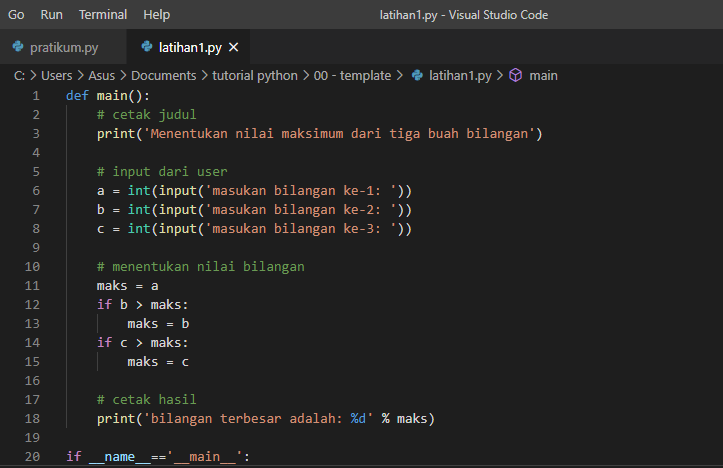 Go Run Terminal Help latihan1.py - Visual Studio Code
pratikum.py latihan1.py ×
C: > Users > Asus > Documents > tutorial python > 00 - template > latihan1.py > main
1 def main():
2     # cetak judul
3     print('Menentukan nilai maksimum dari tiga buah bilangan')
4
5     # input dari user
6     a = int(input('masukan bilangan ke-1: '))
7     b = int(input('masukan bilangan ke-2: '))
8     c = int(input('masukan bilangan ke-3: '))
9
10     # menentukan nilai bilangan
11     maks = a
12     if b > maks:
13         maks = b
14     if c > maks:
15         maks = c
16
17     # cetak hasil
18     print('bilangan terbesar adalah: %d' % maks)
19
20 if __name__=='__main__':